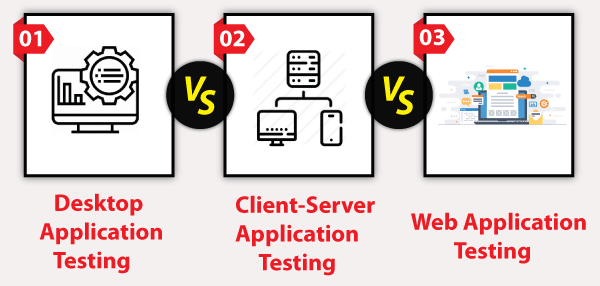 01
02
03
VS
VS
Desktop
Application
Testing
Client-Server
Application
Testing
Web Application
Testing